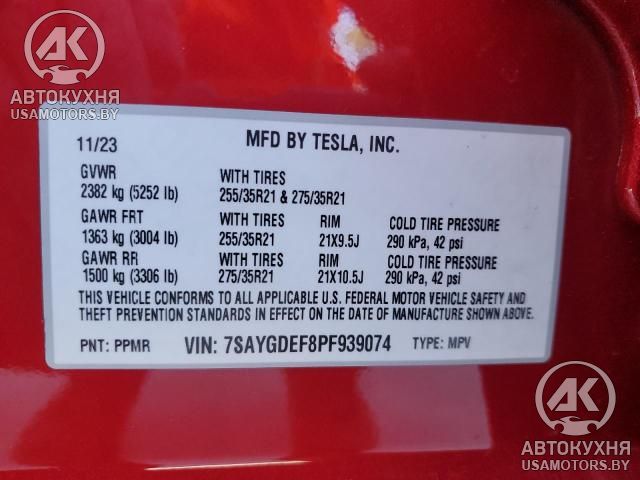 АК
АВТОКУХНЯ
USAMOTORS.BY
11/23 MFD BY TESLA, INC.
GVWR WITH TIRES
2382 kg (5252 lb) 255/35R21 & 275/35R21
GAWR FRT WITH TIRES RIM COLD TIRE PRESSURE
1363 kg (3004 lb) 255/35R21 21X9.5J 290 kPa, 42 psi
GAWR RR WITH TIRES RIM COLD TIRE PRESSURE
1500 kg (3306 lb) 275/35R21 21X10.5J 290 kPa, 42 psi
THIS VEHICLE CONFORMS TO ALL APPLICABLE U.S. FEDERAL MOTOR VEHICLE SAFETY AND
THEFT PREVENTION STANDARDS IN EFFECT ON THE DATE OF MANUFACTURE SHOWN ABOVE.
PNT: PPMR VIN: 7SAYGDEF8PF939074 TYPE: MPV
АК
АВТОКУХНЯ
USAMOTORS.BY